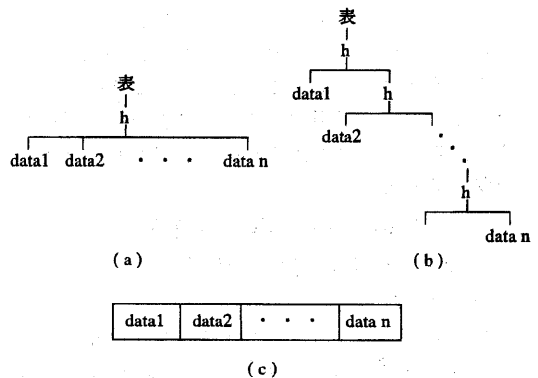 表
h
data1 data2 · · · data n
(a)
表
h
data1 h
data2
h
data n
(b)
data1 data2 · · · data n
(c)